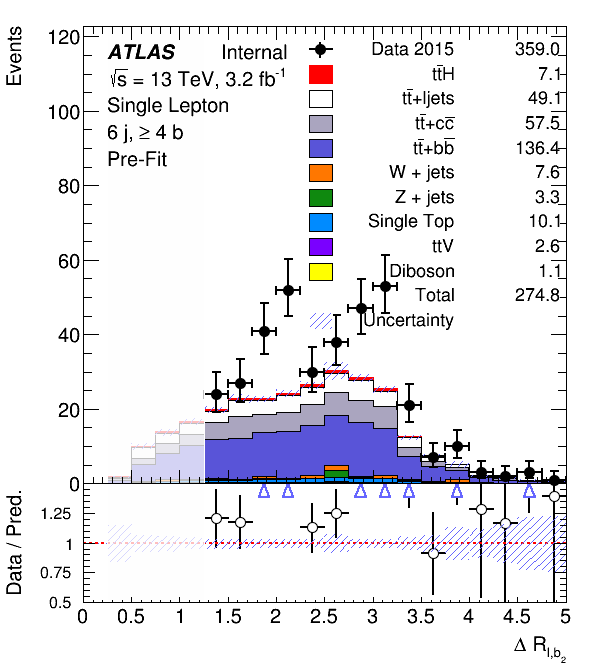 Events
120
100
80
60
40
20
0
ATLAS Internal
√s = 13 TeV, 3.2 fb-1
Single Lepton
6 j, ≥ 4 b
Pre-Fit
Data 2015 359.0
tt̄H 7.1
tt̄+ljets 49.1
tt̄+cc̄ 57.5
tt̄+bb̄ 136.4
W + jets 7.6
Z + jets 3.3
Single Top 10.1
ttV 2.6
Diboson 1.1
Total 274.8
Uncertainty
Data / Pred.
1.25
1
0.75
0.5
0 0.5 1 1.5 2 2.5 3 3.5 4 4.5 5
Δ Rl,b2